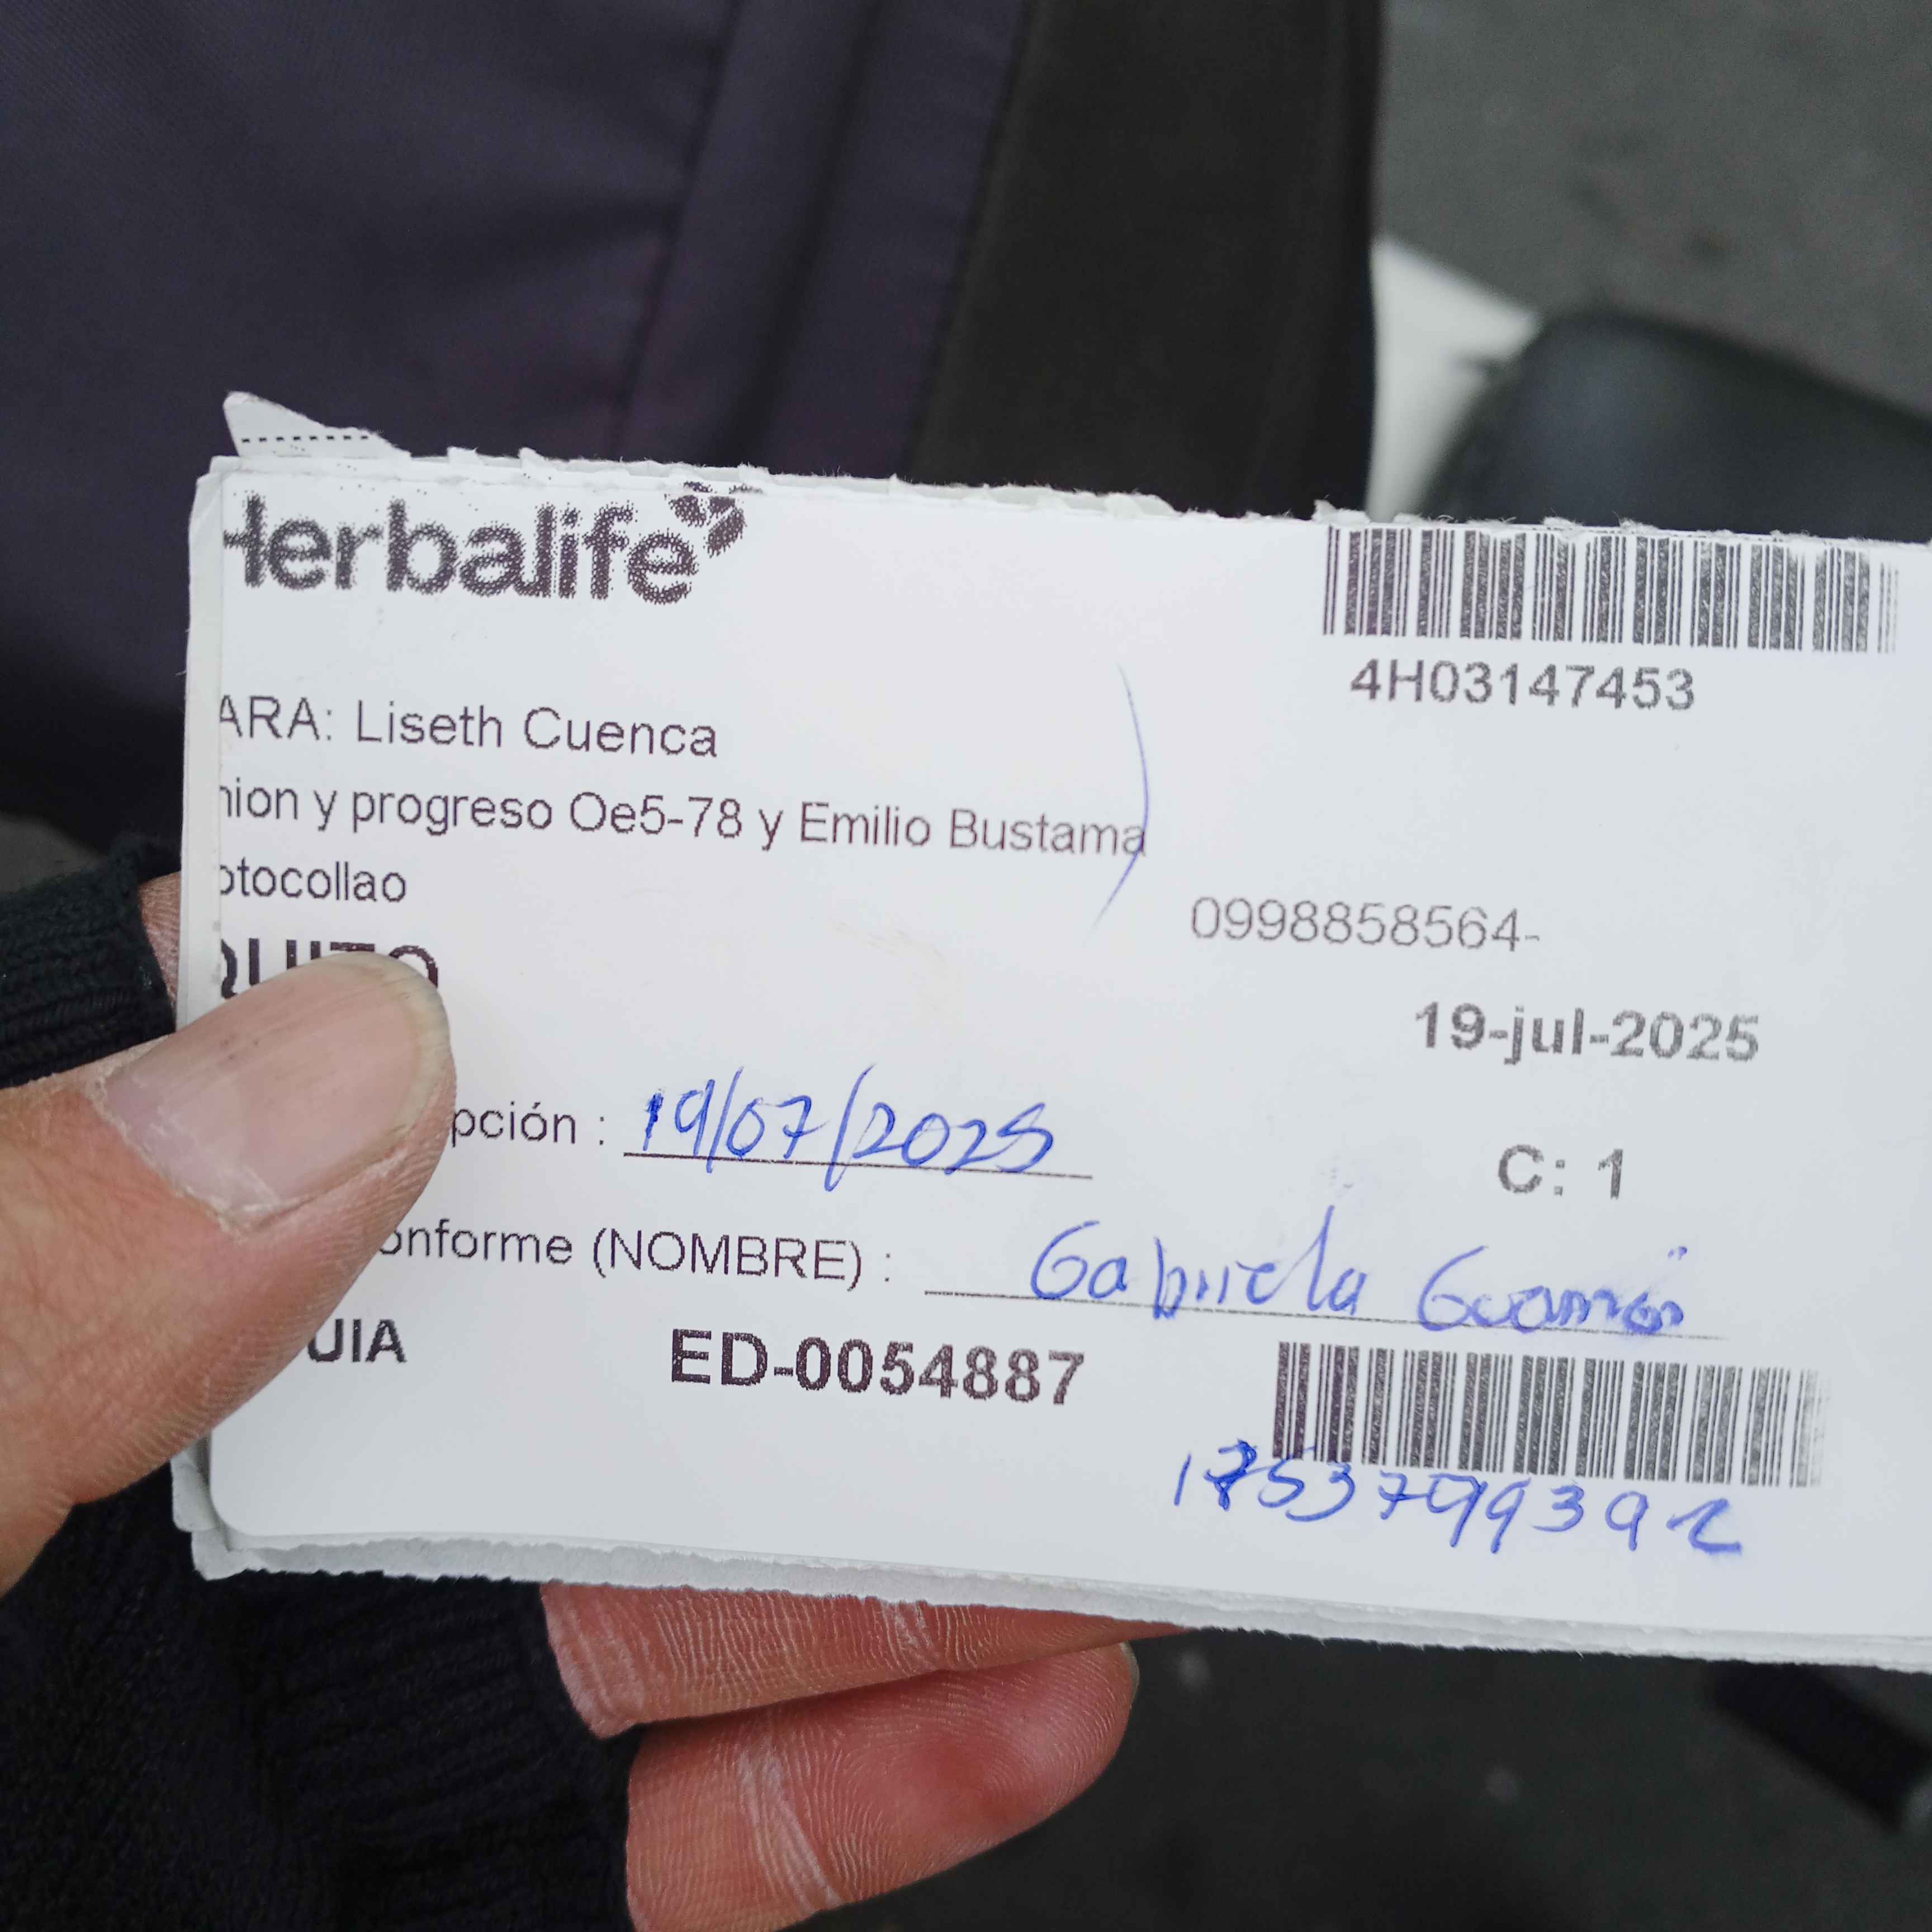 Herbalife
4H03147453
ARA: Liseth Cuenca
nion y progreso Oe5-78 y Emilio Bustama
otocollao
0998858564-
QUITO
19-jul-2025
pción : 19/07/2025
C: 1
onforme (NOMBRE) : Gabriela
UIA ED-0054887
1753799392